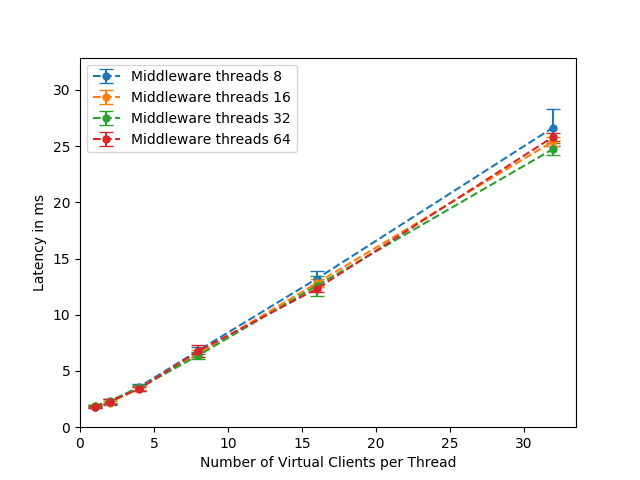 Middleware threads 8
Middleware threads 16
Middleware threads 32
Middleware threads 64
30
25
20
15
10
5
0
Latency in ms
0 5 10 15 20 25 30
Number of Virtual Clients per Thread